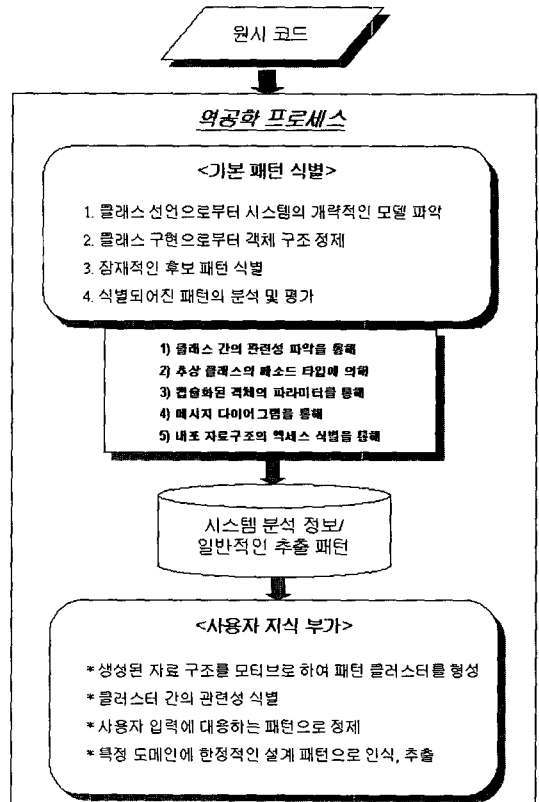 원시 코드
역공학 프로세스
<기본 패턴 식별>
1. 클래스 선언으로부터 시스템의 개략적인 모델 파악
2. 클래스 구현으로부터 객체 구조 정제
3. 잠재적인 후보 패턴 식별
4. 식별되어진 패턴의 분석 및 평가
1) 클래스 간의 관련성 파악을 통해
2) 추상 클래스의 메소드 타입에 의해
3) 캡슐화된 객체의 파라미터를 통해
4) 메시지 다이어그램을 통해
5) 내포 자료구조의 액세스 식별을 통해
시스템 분석 정보/
일반적인 추출 패턴
<사용자 지식 부가>
* 생성된 자료 구조를 모티브로 하여 패턴 클러스터를 형성
* 클러스터 간의 관련성 식별
* 사용자 입력에 대응하는 패턴으로 정제
* 특정 도메인에 한정적인 설계 패턴으로 인식, 추출